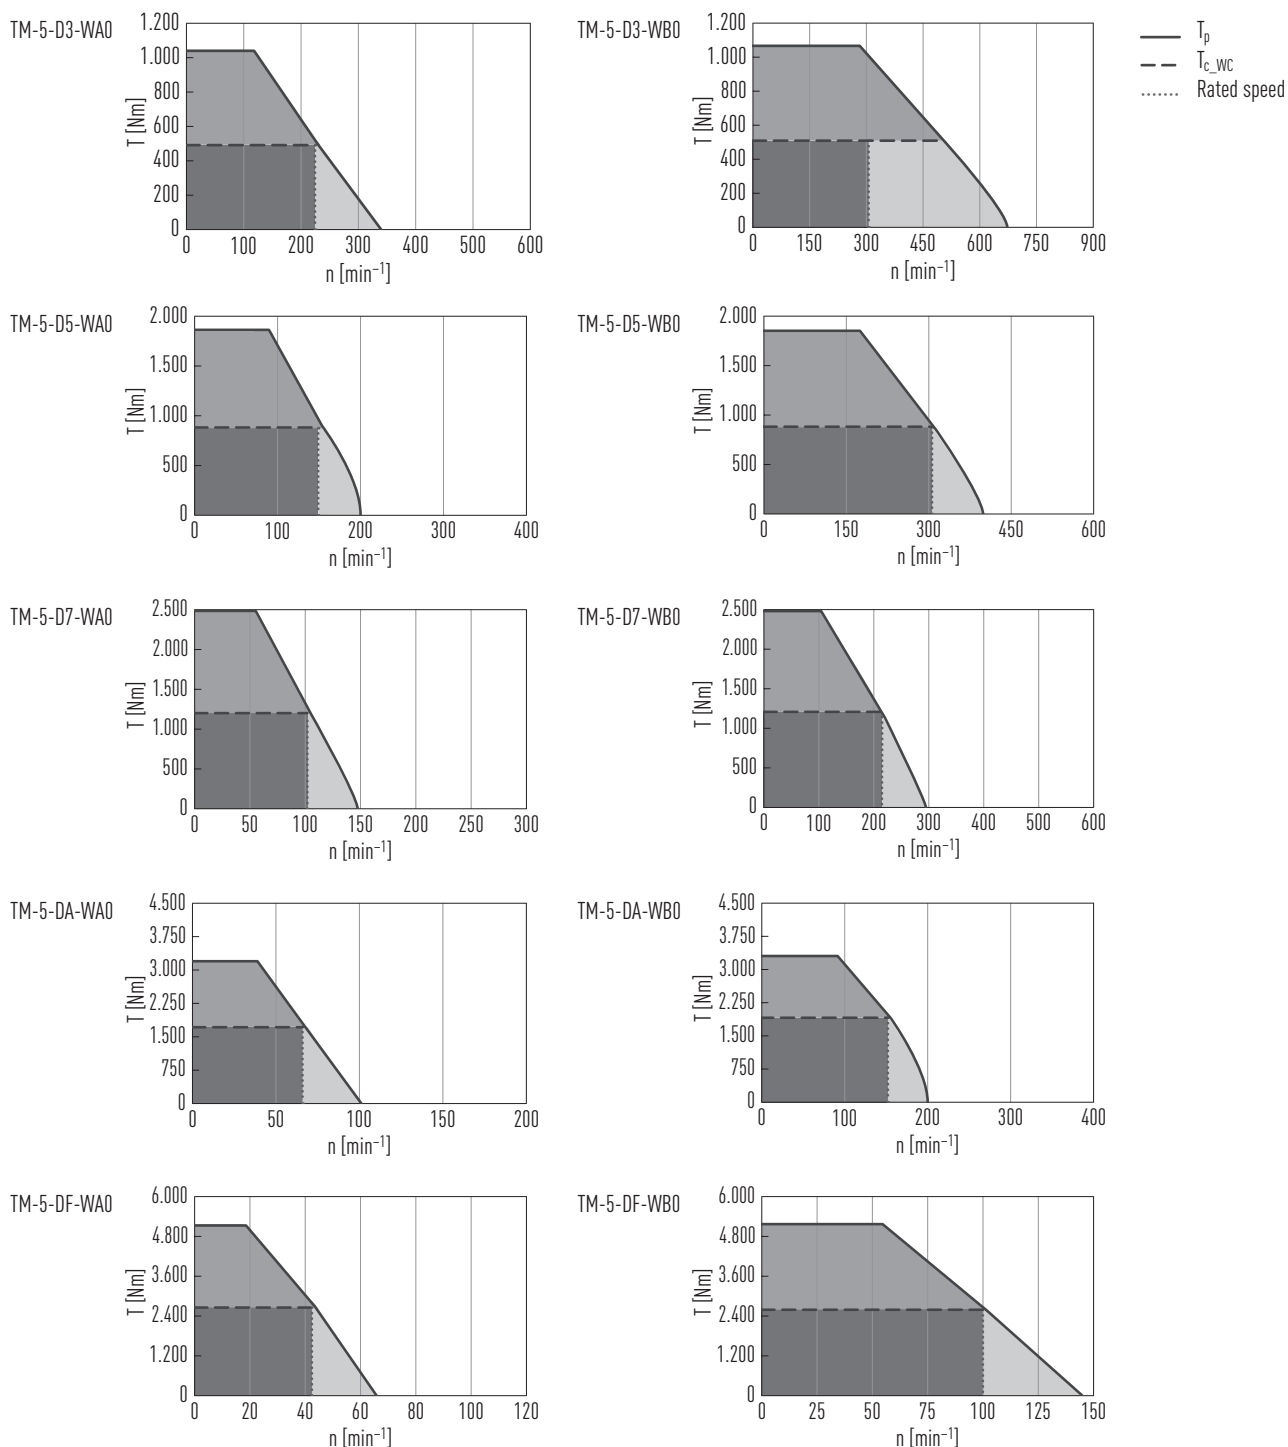 TM-5-D3-WA0
T [Nm]
1.200
1.000
800
600
400
200
0
0 100 200 300 400 500 600
n [min⁻¹]
TM-5-D3-WB0
T [Nm]
1.200
1.000
800
600
400
200
0
0 150 300 450 600 750 900
n [min⁻¹]
Tp
Tc_WC
Rated speed
TM-5-D5-WA0
T [Nm]
2.000
1.500
1.000
500
0
0 100 200 300 400
n [min⁻¹]
TM-5-D5-WB0
T [Nm]
2.000
1.500
1.000
500
0
0 150 300 450 600
n [min⁻¹]
TM-5-D7-WA0
T [Nm]
2.500
2.000
1.500
1.000
500
0
0 50 100 150 200 250 300
n [min⁻¹]
TM-5-D7-WB0
T [Nm]
2.500
2.000
1.500
1.000
500
0
0 100 200 300 400 500 600
n [min⁻¹]
TM-5-DA-WA0
T [Nm]
4.500
3.750
3.000
2.250
1.500
750
0
0 50 100 150 200
n [min⁻¹]
TM-5-DA-WB0
T [Nm]
4.500
3.750
3.000
2.250
1.500
750
0
0 100 200 300 400
n [min⁻¹]
TM-5-DF-WA0
T [Nm]
6.000
4.800
3.600
2.400
1.200
0
0 20 40 60 80 100 120
n [min⁻¹]
TM-5-DF-WB0
T [Nm]
6.000
4.800
3.600
2.400
1.200
0
0 25 50 75 100 125 150
n [min⁻¹]